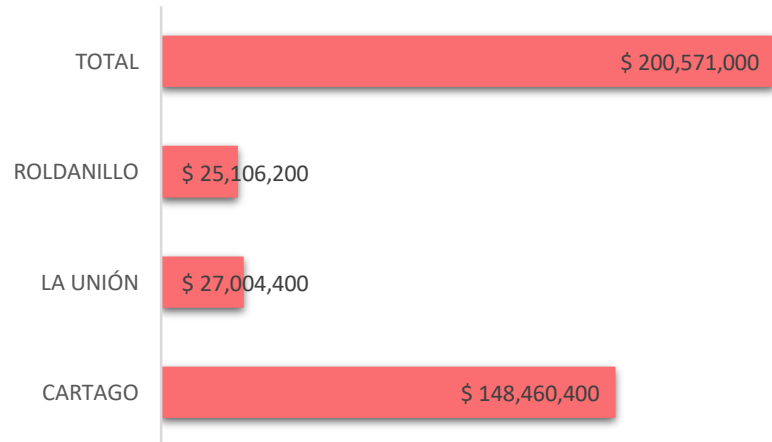 TOTAL $ 200,571,000
ROLDANILLO $ 25,106,200
LA UNIÓN $ 27,004,400
CARTAGO $ 148,460,400